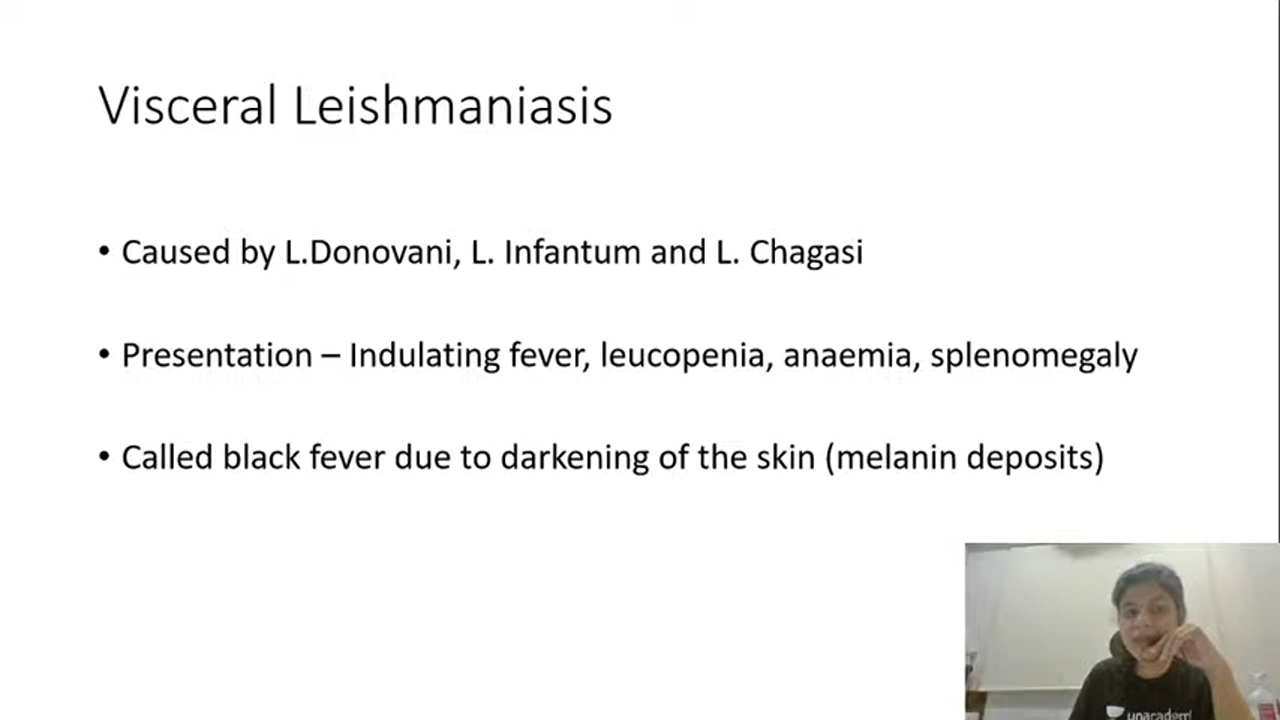 Visceral Leishmaniasis
• Caused by L.Donovani, L. Infantum and L. Chagasi
• Presentation – Indulating fever, leucopenia, anaemia, splenomegaly
• Called black fever due to darkening of the skin (melanin deposits)